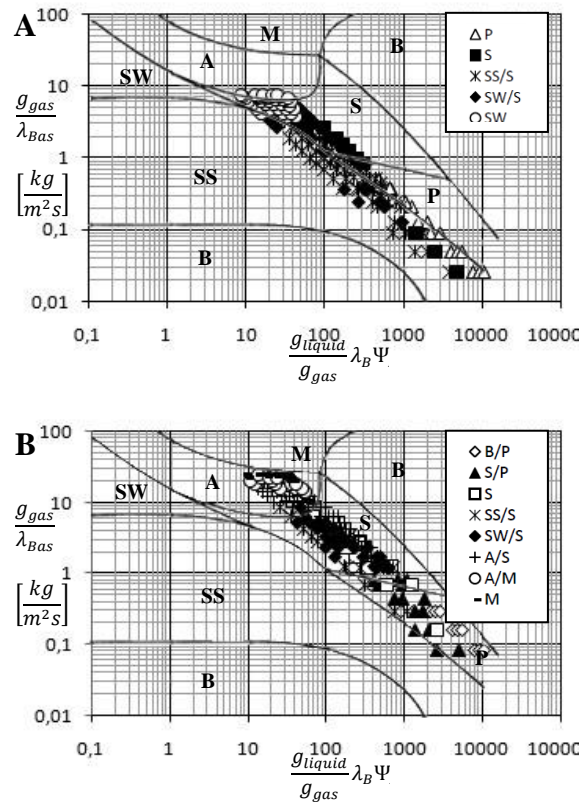 A
100
10
1
0,1
0,01
g_gas
λ_Bas
[kg
m²s]
SW
A
M
B
S
P
SS
B
P
S
SS/S
SW/S
SW
0,1 1 10 100 1000 10000 100000
g_liquid
g_gas
λ_BΨ
B
100
10
1
0,1
0,01
g_gas
λ_Bas
[kg
m²s]
SW
A
M
B
S
P
SS
B
B/P
S/P
S
SS/S
SW/S
A/S
A/M
M
0,1 1 10 100 1000 10000 100000
g_liquid
g_gas
λ_BΨ